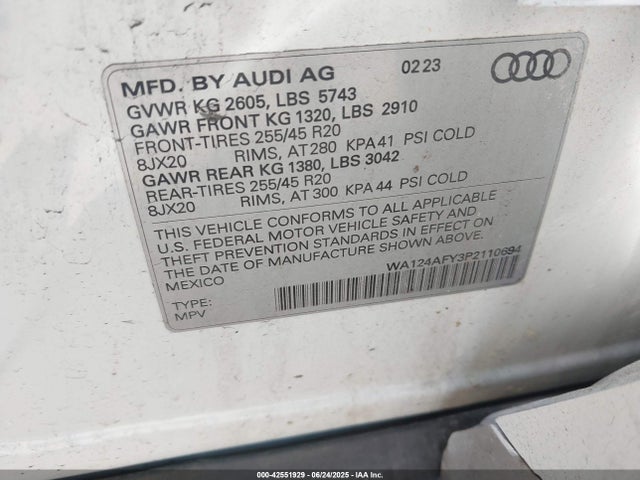 MFD. BY AUDI AG 02 23
GVWR KG 2605, LBS 5743
GAWR FRONT KG 1320, LBS 2910
FRONT-TIRES 255/45 R20
8JX20 RIMS, AT 280 KPA 41 PSI COLD
GAWR REAR KG 1380, LBS 3042
REAR-TIRES 255/45 R20
8JX20 RIMS, AT 300 KPA 44 PSI COLD
THIS VEHICLE CONFORMS TO ALL APPLICABLE
U.S. FEDERAL MOTOR VEHICLE SAFETY AND
THEFT PREVENTION STANDARDS IN EFFECT ON
THE DATE OF MANUFACTURE SHOWN ABOVE.
MEXICO
WA124AFY3P2110694
TYPE:
MPV
000-42551929 - 06/24/2025 - © IAA Inc.